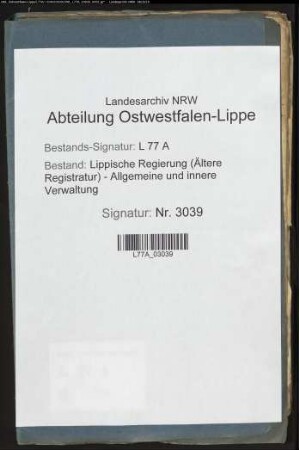 Landesarchiv NRW
Abteilung Ostwestfalen-Lippe
Bestands-Signatur: L 77 A
Bestand: Lippische Regierung (Ältere
Registratur) - Allgemeine und innere
Verwaltung
Signatur: Nr. 3039
L77A_03039